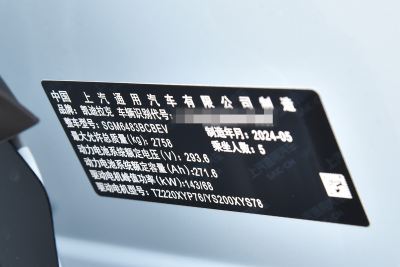 中国 上汽通用汽车有限公司制造
品牌: 凯迪拉克 车辆识别代号:
整车型号: SGM6483BCBEV 制造年月: 2024-05
最大允许总质量(kg): 2758 乘坐人数: 5
动力电池系统额定电压(V): 293.6
动力电池系统额定容量(Ah): 271.6
驱动电机峰值功率(kW): 143/68
驱动电机型号: TZ220XYP76/YS200XYS78